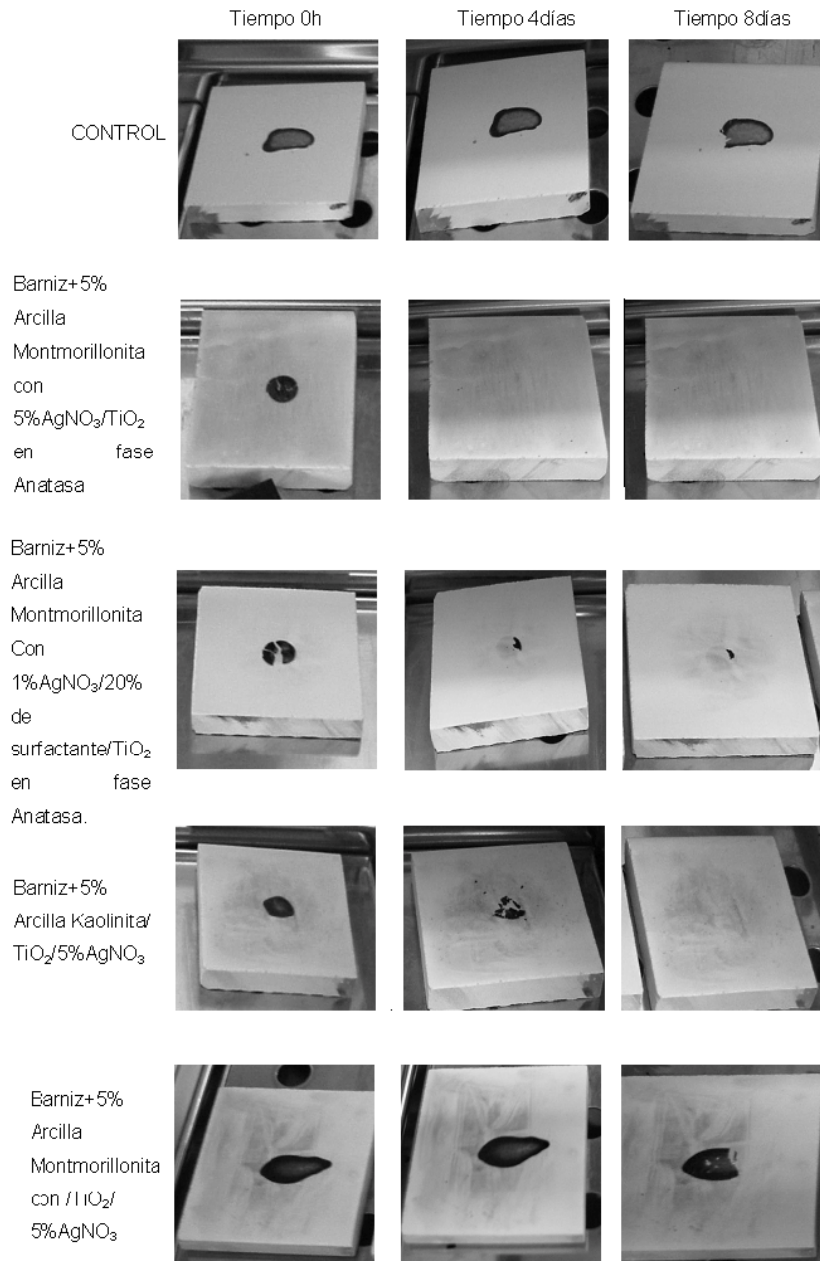 Tiempo 0h
Tiempo 4días
Tiempo 8días
CONTROL
Barniz+5%
Arcilla
Montmorillonita
con
5%AgNO₃/TiO₂
en fase
Anatasa
Barniz+5%
Arcilla
Montmorillonita
Con
1%AgNO₃/20%
de
surfactante/TiO₂
en fase
Anatasa.
Barniz+5%
Arcilla Kaolinita/
TiO₂/5%AgNO₃
Barniz+5%
Arcilla
Montmorillonita
con /TiO₂/
5%AgNO₃